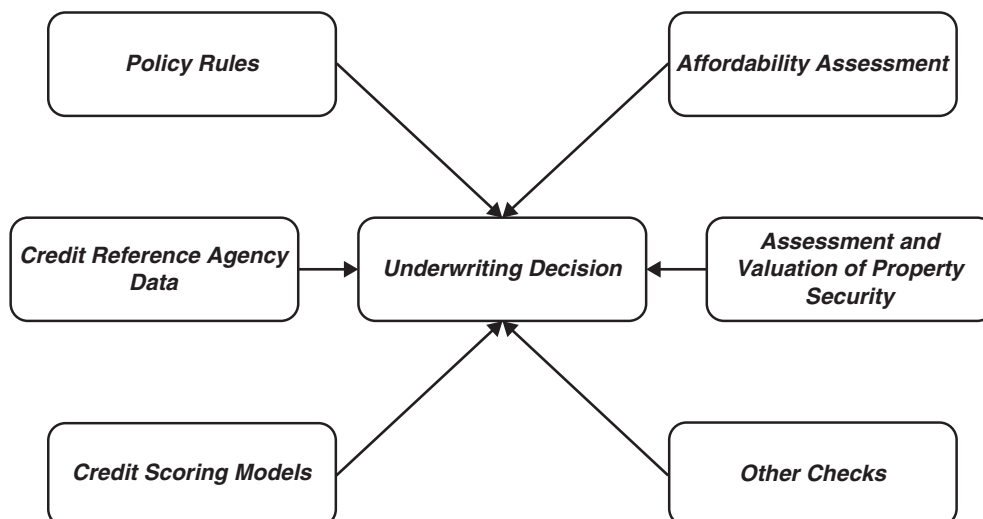 Policy Rules
Affordability Assessment
Credit Reference Agency
Data
Underwriting Decision
Assessment and
Valuation of Property
Security
Credit Scoring Models
Other Checks